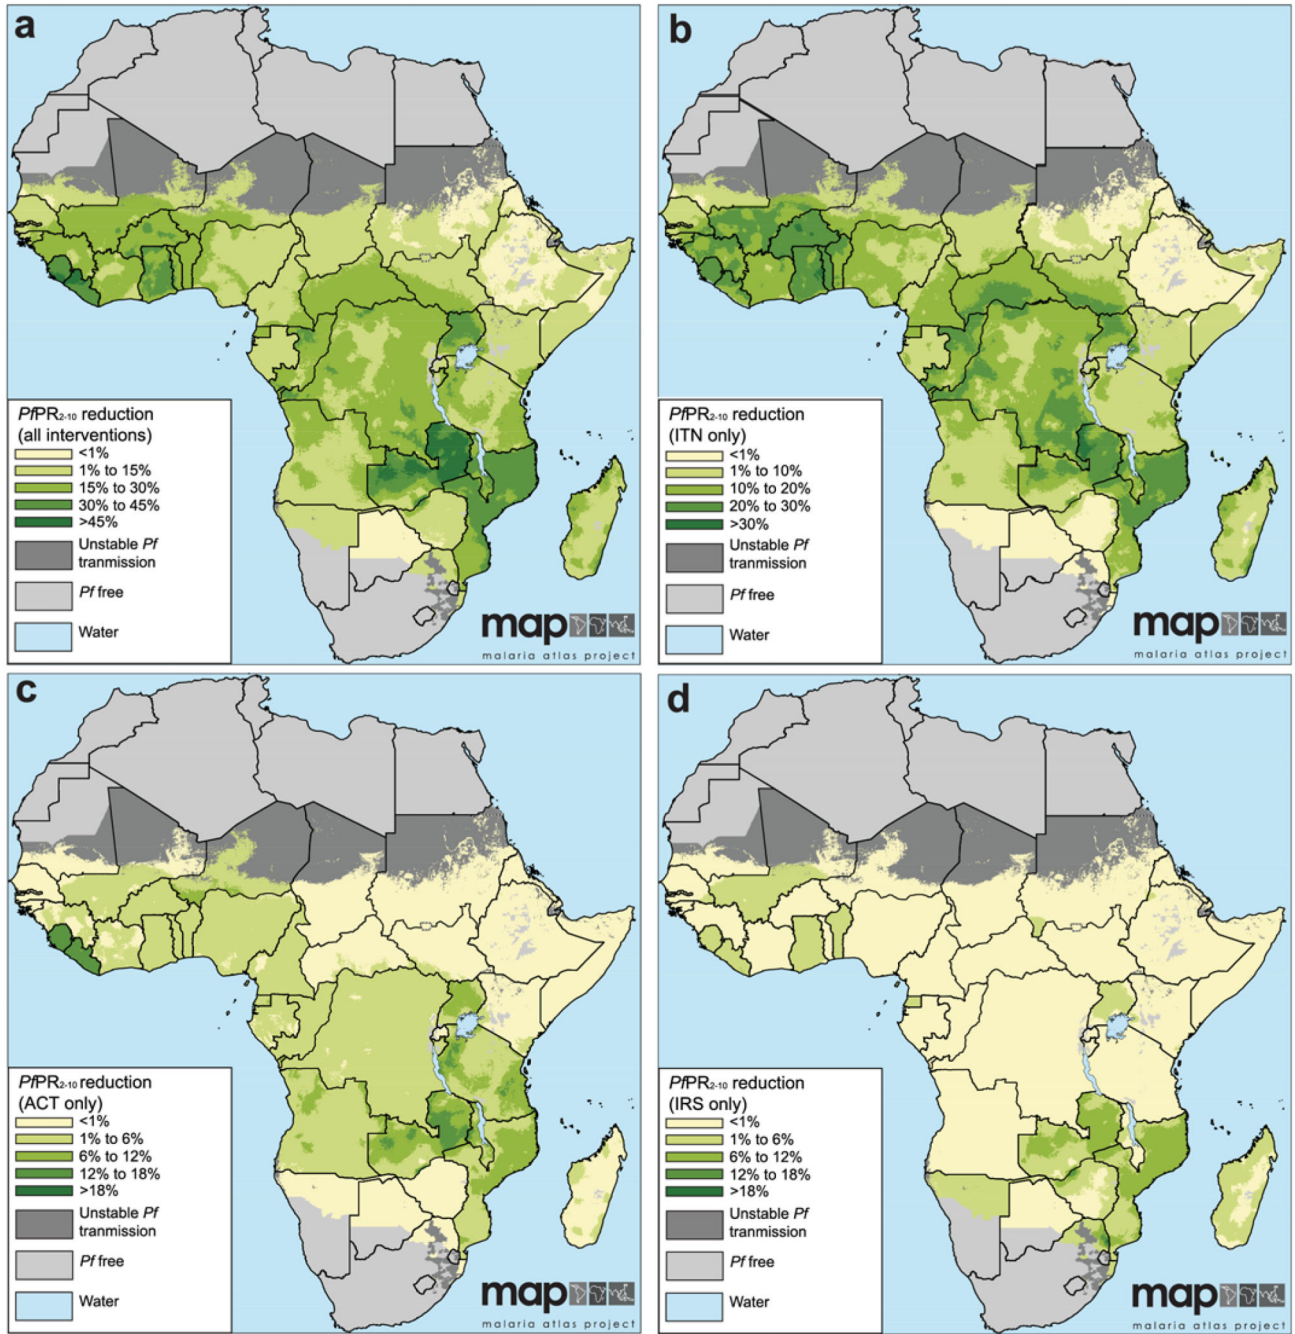 a
PfPR2-10 reduction
(all interventions)
<1%
1% to 15%
15% to 30%
30% to 45%
>45%
Unstable Pf
tranmission
Pf free
Water
map
malaria atlas project
b
PfPR2-10 reduction
(ITN only)
<1%
1% to 10%
10% to 20%
20% to 30%
>30%
Unstable Pf
tranmission
Pf free
Water
map
malaria atlas project
c
PfPR2-10 reduction
(ACT only)
<1%
1% to 6%
6% to 12%
12% to 18%
>18%
Unstable Pf
tranmission
Pf free
Water
map
malaria atlas project
d
PfPR2-10 reduction
(IRS only)
<1%
1% to 6%
6% to 12%
12% to 18%
>18%
Unstable Pf
tranmission
Pf free
Water
map
malaria atlas project